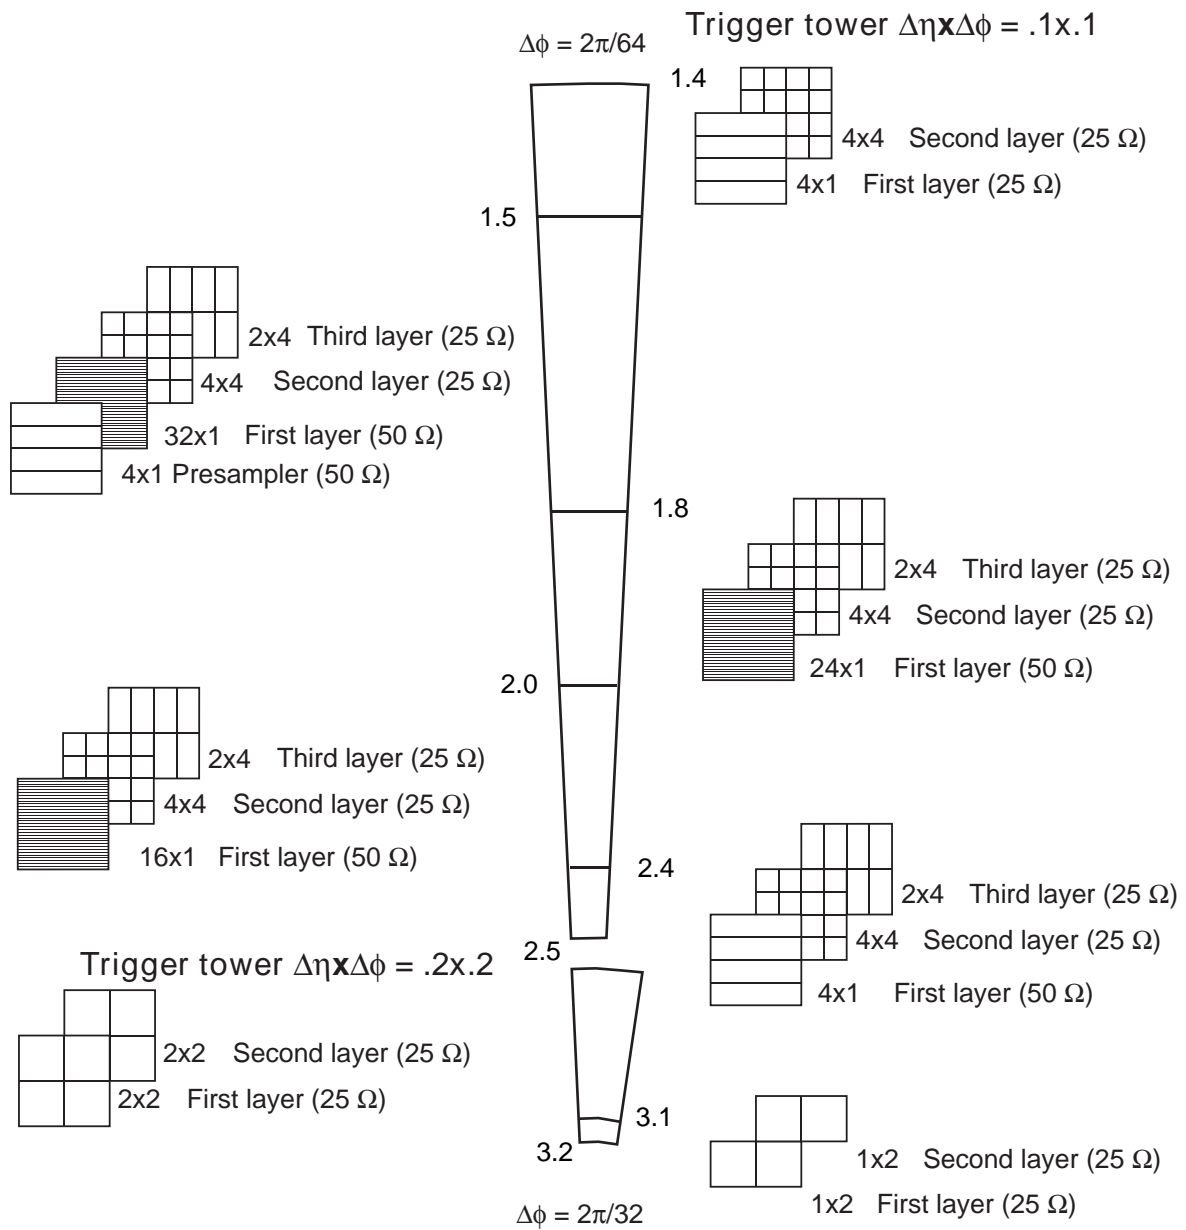 Trigger tower ΔηxΔϕ = .1x.1
Δϕ = 2π/64
1.4
4x4 Second layer (25 Ω)
4x1 First layer (25 Ω)
1.5
2x4 Third layer (25 Ω)
4x4 Second layer (25 Ω)
32x1 First layer (50 Ω)
4x1 Presampler (50 Ω)
1.8
2x4 Third layer (25 Ω)
4x4 Second layer (25 Ω)
24x1 First layer (50 Ω)
2.0
2x4 Third layer (25 Ω)
4x4 Second layer (25 Ω)
16x1 First layer (50 Ω)
2.4
2x4 Third layer (25 Ω)
4x4 Second layer (25 Ω)
4x1 First layer (50 Ω)
2.5
Trigger tower ΔηxΔϕ = .2x.2
2x2 Second layer (25 Ω)
2x2 First layer (25 Ω)
3.1
3.2
1x2 Second layer (25 Ω)
1x2 First layer (25 Ω)
Δϕ = 2π/32